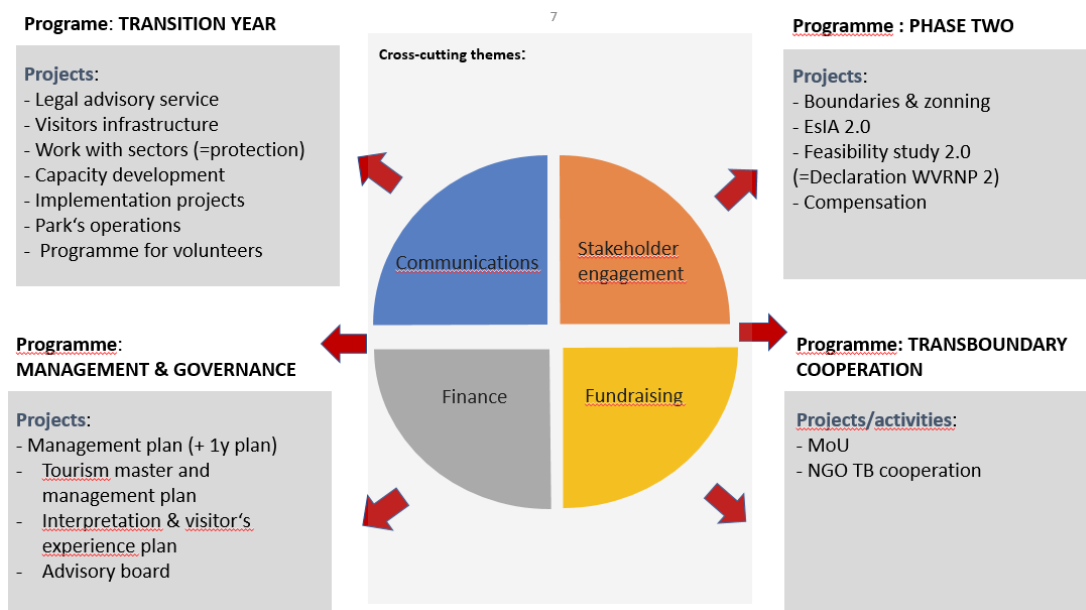 7
Programe: TRANSITION YEAR
Projects:
- Legal advisory service
- Visitors infrastructure
- Work with sectors (=protection)
- Capacity development
- Implementation projects
- Park‘s operations
- Programme for volunteers
Programme:
MANAGEMENT & GOVERNANCE
Projects:
- Management plan (+ 1y plan)
- Tourism master and
management plan
- Interpretation & visitor‘s
experience plan
- Advisory board
Cross-cutting themes:
Communications
Stakeholder
engagement
Finance
Fundraising
Programme : PHASE TWO
Projects:
- Boundaries & zonning
- EsIA 2.0
- Feasibility study 2.0
(=Declaration WVRNP 2)
- Compensation
Programme: TRANSBOUNDARY
COOPERATION
Projects/activities:
- MoU
- NGO TB cooperation